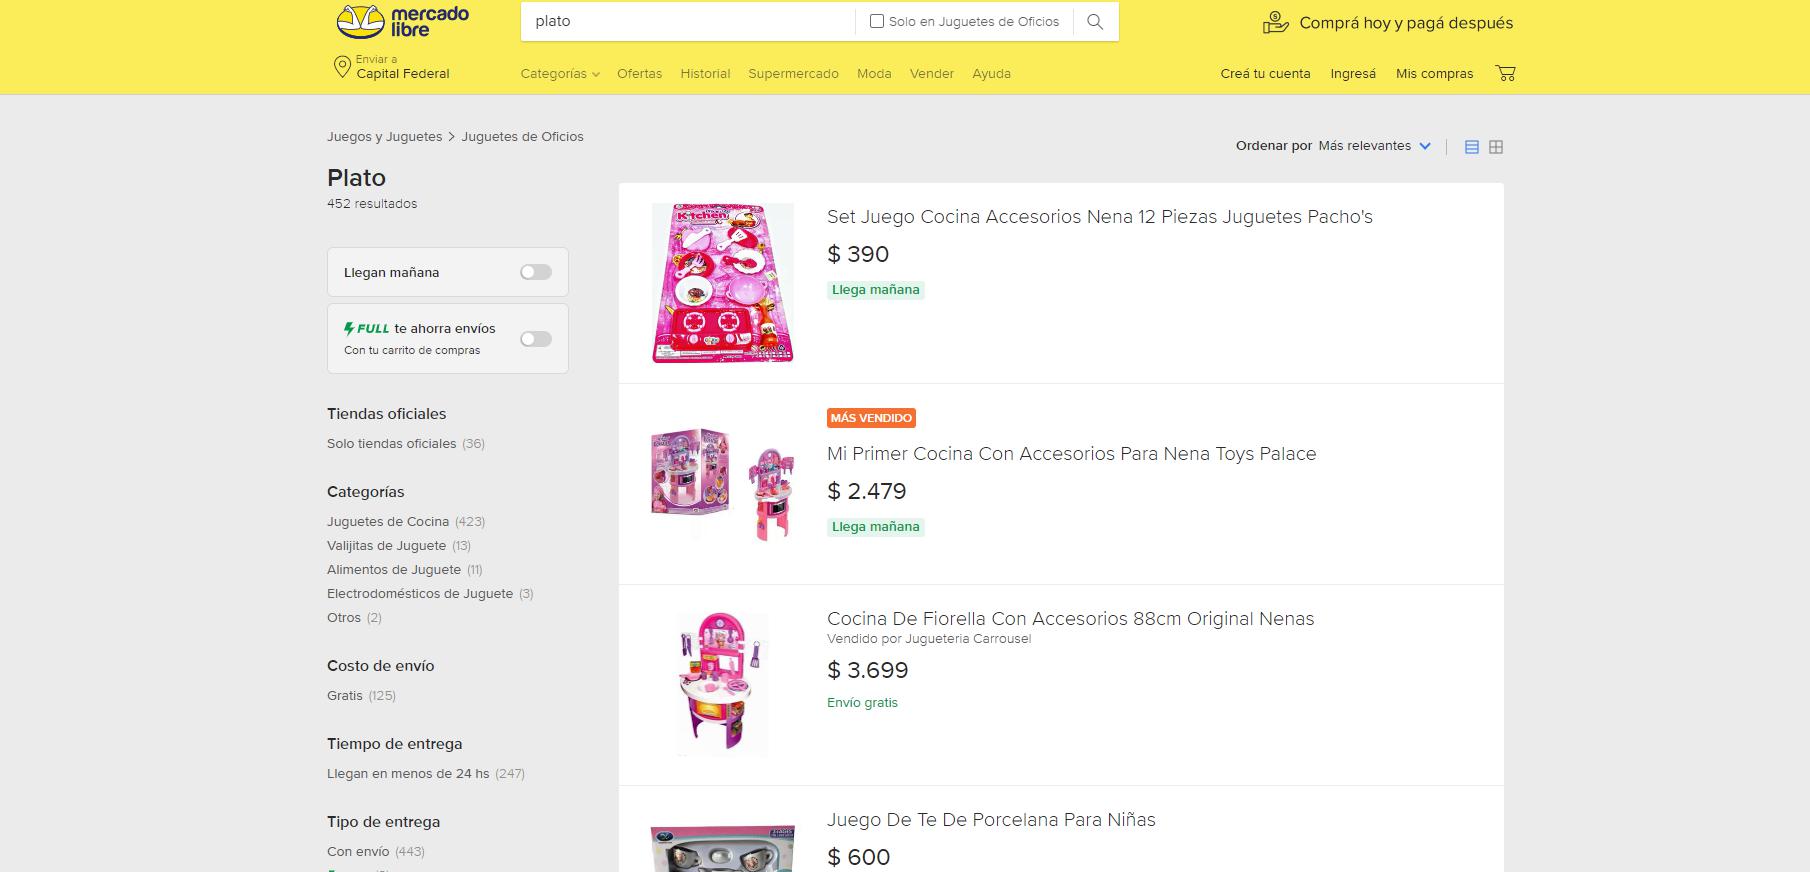 mercado
libre
plato
Solo en Juguetes de Oficios
Comprá hoy y pagá después
Enviar a
Capital Federal
Categorías
Ofertas
Historial
Supermercado
Moda
Vender
Ayuda
Creá tu cuenta
Ingresá
Mis compras
Juegos y Juguetes > Juguetes de Oficios
Plato
452 resultados
Ordenar por Más relevantes
Llegan mañana
FULL te ahorra envíos
Con tu carrito de compras
Tiendas oficiales
Solo tiendas oficiales (36)
Categorías
Juguetes de Cocina (423)
Valijitas de Juguete (13)
Alimentos de Juguete (11)
Electrodomésticos de Juguete (3)
Otros (2)
Costo de envío
Gratis (125)
Tiempo de entrega
Llegan en menos de 24 hs (247)
Tipo de entrega
Con envío (443)
Kitchen
Set Juego Cocina Accesorios Nena 12 Piezas Juguetes Pacho's
$ 390
Llega mañana
MÁS VENDIDO
Mi Primer Cocina Con Accesorios Para Nena Toys Palace
$ 2.479
Llega mañana
Cocina De Fiorella Con Accesorios 88cm Original Nenas
Vendido por Jugueteria Carrousel
$ 3.699
Envío gratis
Juego De Te De Porcelana Para Niñas
$ 600